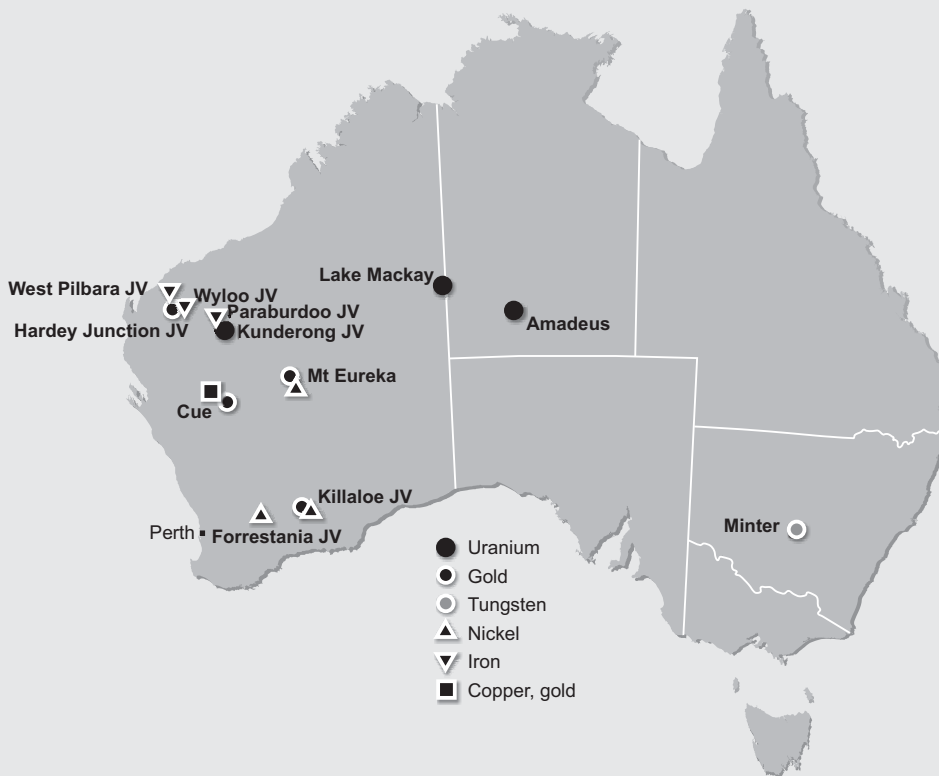 Lake Mackay
West Pilbara JV
Wyloo JV
Paraburdoo JV
Hardey Junction JV
Kunderong JV
Amadeus
Mt Eureka
Cue
Killaloe JV
Perth
Forrestania JV
Minter
Uranium
Gold
Tungsten
Nickel
Iron
Copper, gold